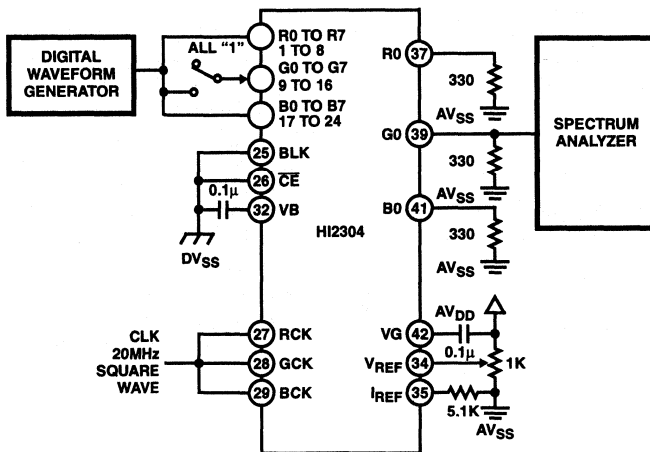 DIGITAL
WAVEFORM
GENERATOR
ALL “1”
R0 TO R7
1 TO 8
G0 TO G7
9 TO 16
B0 TO B7
17 TO 24
25 BLK
26 CE
0.1μ
32 VB
DVSS
HI2304
CLK
20MHz
SQUARE
WAVE
27 RCK
28 GCK
29 BCK
R0 37
330
AVSS
G0 39
330
AVSS
B0 41
330
AVSS
SPECTRUM
ANALYZER
AVDD
VG 42
0.1μ
VREF 34
1K
IREF 35
5.1K
AVSS